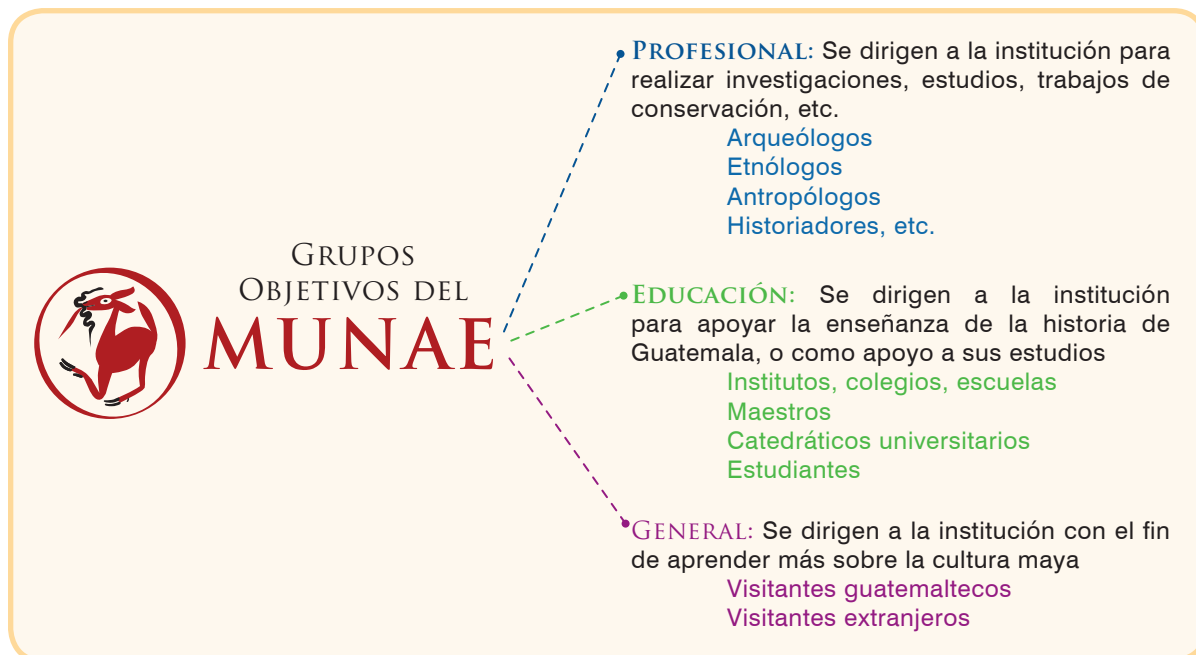 GRUPOS
OBJETIVOS DEL
MUNAE
PROFESIONAL: Se dirigen a la institución para
realizar investigaciones, estudios, trabajos de
conservación, etc.
Arqueólogos
Etnólogos
Antropólogos
Historiadores, etc.
EDUCACIÓN: Se dirigen a la institución
para apoyar la enseñanza de la historia de
Guatemala, o como apoyo a sus estudios
Institutos, colegios, escuelas
Maestros
Catedráticos universitarios
Estudiantes
GENERAL: Se dirigen a la institución con el fin
de aprender más sobre la cultura maya
Visitantes guatemaltecos
Visitantes extranjeros